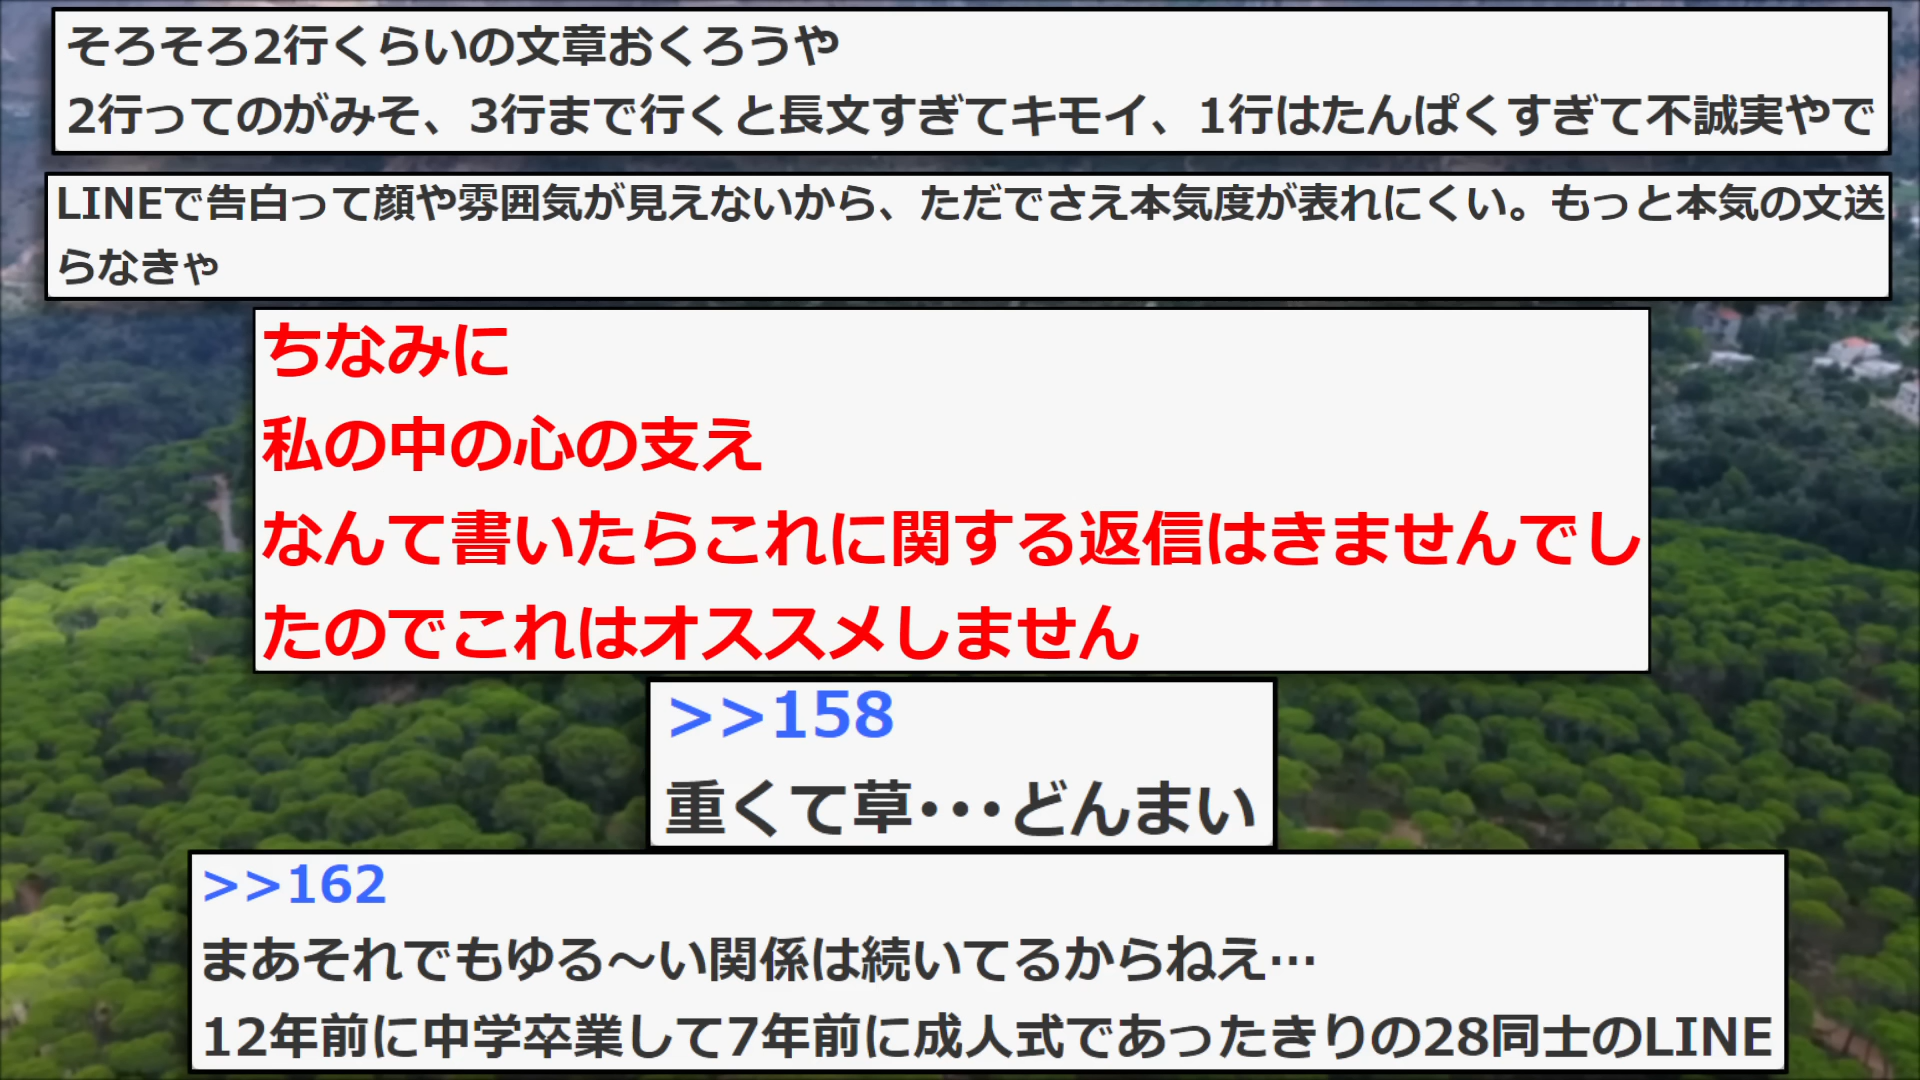 そろそろ2行くらいの文章おくろうや
2行ってのがみそ、3行まで行くと長文すぎてキモイ、1行はたんぱくすぎて不誠実やで
LINEで告白って顔や雰囲気が見えないから、ただでさえ本気度が表れにくい。もっと本気の文送
らなきゃ
ちなみに
私の中の心の支え
なんて書いたらこれに関する返信はきませんでし
たのでこれはオススメしません
>>158
重くて草･･･どんまい
>>162
まあそれでもゆる～い関係は続いてるからねえ…
12年前に中学卒業して7年前に成人式であったきりの28同士のLINE